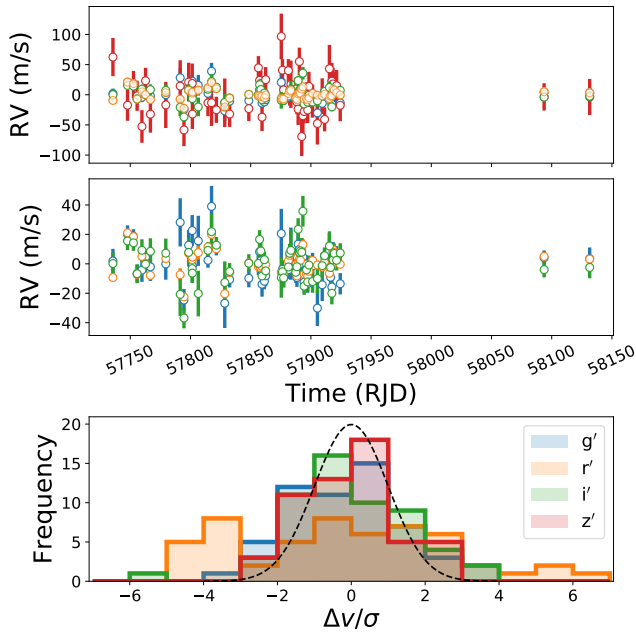 100
50
0
−50
−100
RV (m/s)
40
20
0
−20
−40
RV (m/s)
57750 57800 57850 57900 57950 58000 58050 58100 58150
Time (RJD)
20
15
10
5
0
Frequency
g′
r′
i′
z′
−6 −4 −2 0 2 4 6
Δv/σ